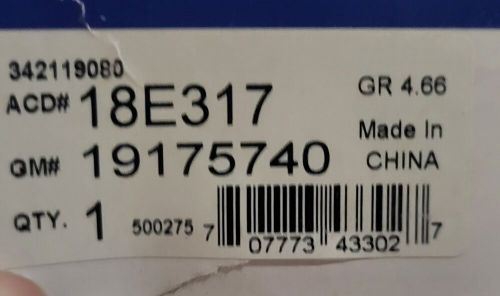 342119080
ACD# 18E317 GR 4.66
GM# 19175740 Made In CHINA
QTY. 1 500275 7 07773 43302 7